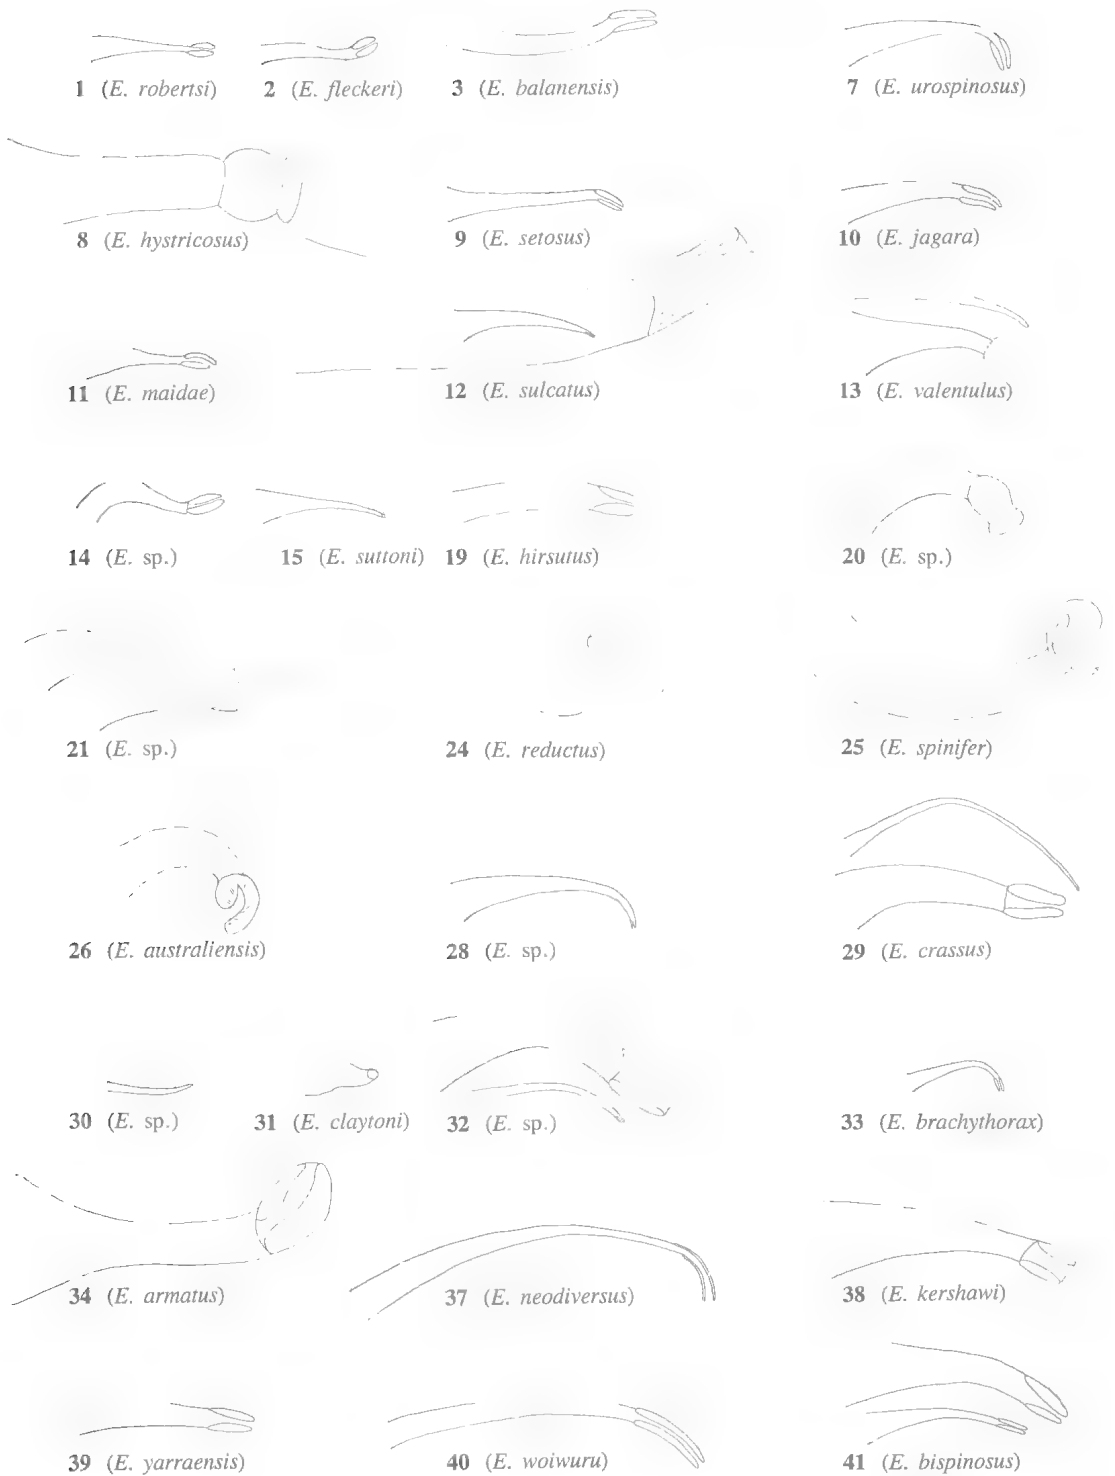 1 (E. robertsi) 2 (E. fleckeri) 3 (E. balanensis) 7 (E. urospinosus)
8 (E. hystricosus) 9 (E. setosus) 10 (E. jagara)
11 (E. maidae) 12 (E. sulcatus) 13 (E. valentulus)
14 (E. sp.) 15 (E. suttoni) 19 (E. hirsutus) 20 (E. sp.)
21 (E. sp.) 24 (E. reductus) 25 (E. spinifer)
26 (E. australiensis) 28 (E. sp.) 29 (E. crassus)
30 (E. sp.) 31 (E. claytoni) 32 (E. sp.) 33 (E. brachythorax)
34 (E. armatus) 37 (E. neodiversus) 38 (E. kershawi)
39 (E. yarraensis) 40 (E. woiwuru) 41 (E. bispinosus)